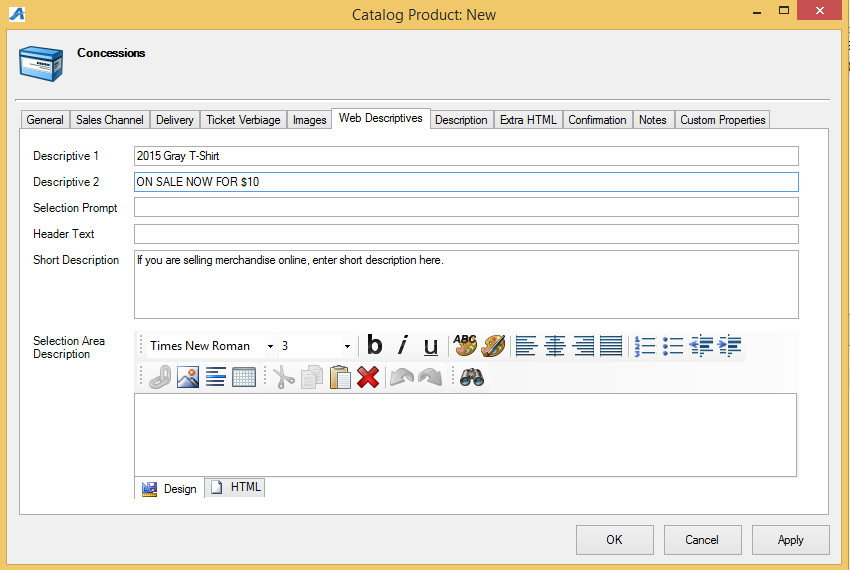 Catalog Product: New
Concessions
General Sales Channel Delivery Ticket Verbiage Images Web Descriptives Description Extra HTML Confirmation Notes Custom Properties
Descriptive 1 2015 Gray T-Shirt
Descriptive 2 ON SALE NOW FOR $10
Selection Prompt
Header Text
Short Description If you are selling merchandise online, enter short description here.
Selection Area
Description
Times New Roman 3 b i u ABC
Design HTML
OK Cancel Apply